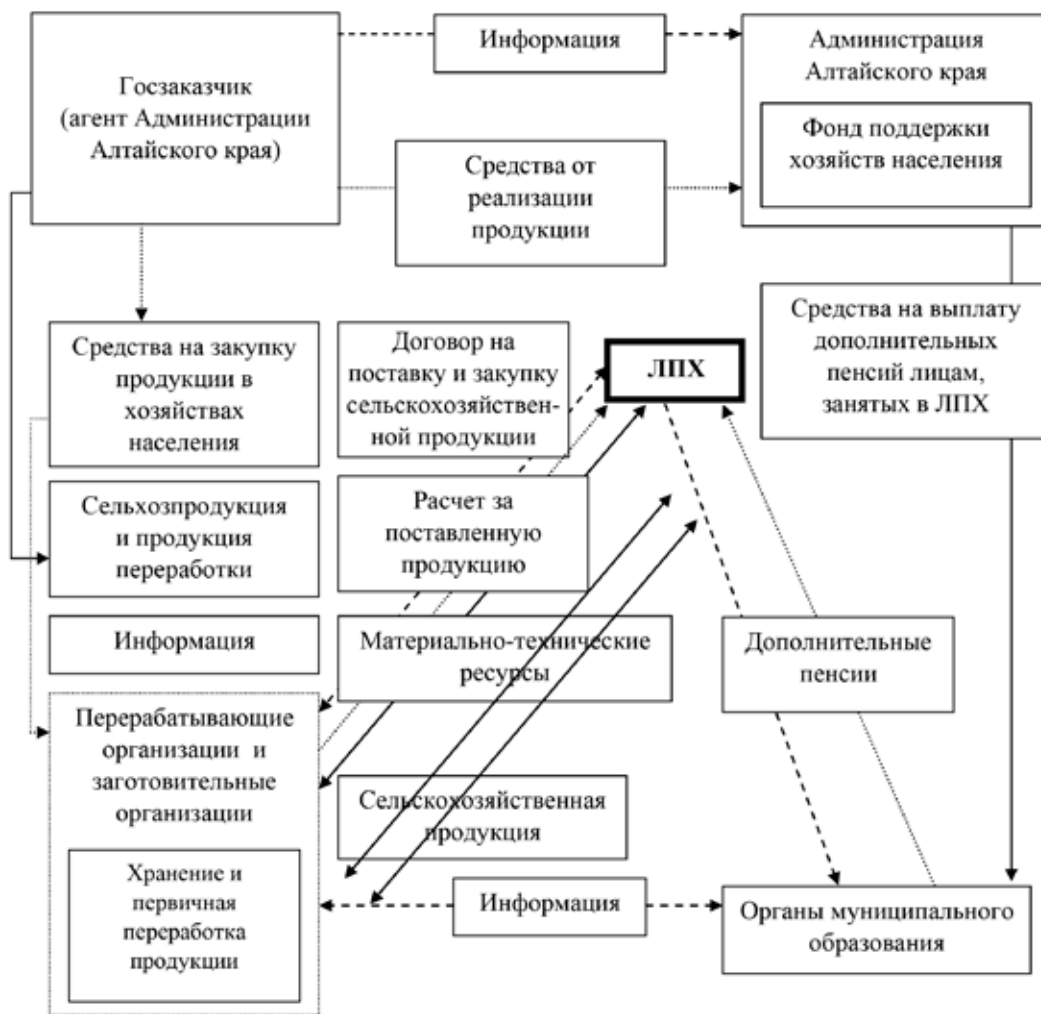 Госзаказчик
(агент Администрации
Алтайского края)
Информация
Администрация
Алтайского края
Фонд поддержки
хозяйств населения
Средства от
реализации
продукции
Средства на закупку
продукции в
хозяйствах
населения
Договор на
поставку и закупку
сельскохозяйствен-
ной продукции
ЛПХ
Средства на выплату
дополнительных
пенсий лицам,
занятых в ЛПХ
Сельхозпродукция
и продукция
переработки
Расчет за
поставленную
продукцию
Информация
Материально-технические
ресурсы
Дополнительные
пенсии
Перерабатывающие
организации и
заготовительные
организации
Сельскохозяйственная
продукция
Хранение и
первичная
переработка
продукции
Информация
Органы муниципального
образования